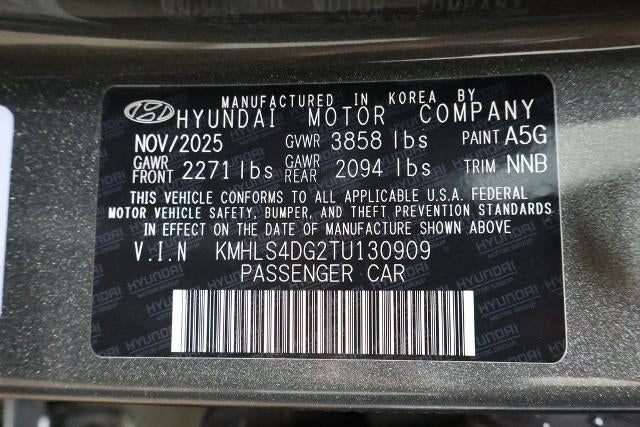 MANUFACTURED IN KOREA BY
HYUNDAI MOTOR COMPANY
NOV/2025 GVWR 3858 lbs PAINT A5G
GAWR FRONT 2271 lbs GAWR REAR 2094 lbs TRIM NNB
THIS VEHICLE CONFORMS TO ALL APPLICABLE U.S.A. FEDERAL
MOTOR VEHICLE SAFETY, BUMPER, AND THEFT PREVENTION STANDARDS
IN EFFECT ON THE DATE OF MANUFACTURE SHOWN ABOVE
V.I.N KMHLS4DG2TU130909
PASSENGER CAR